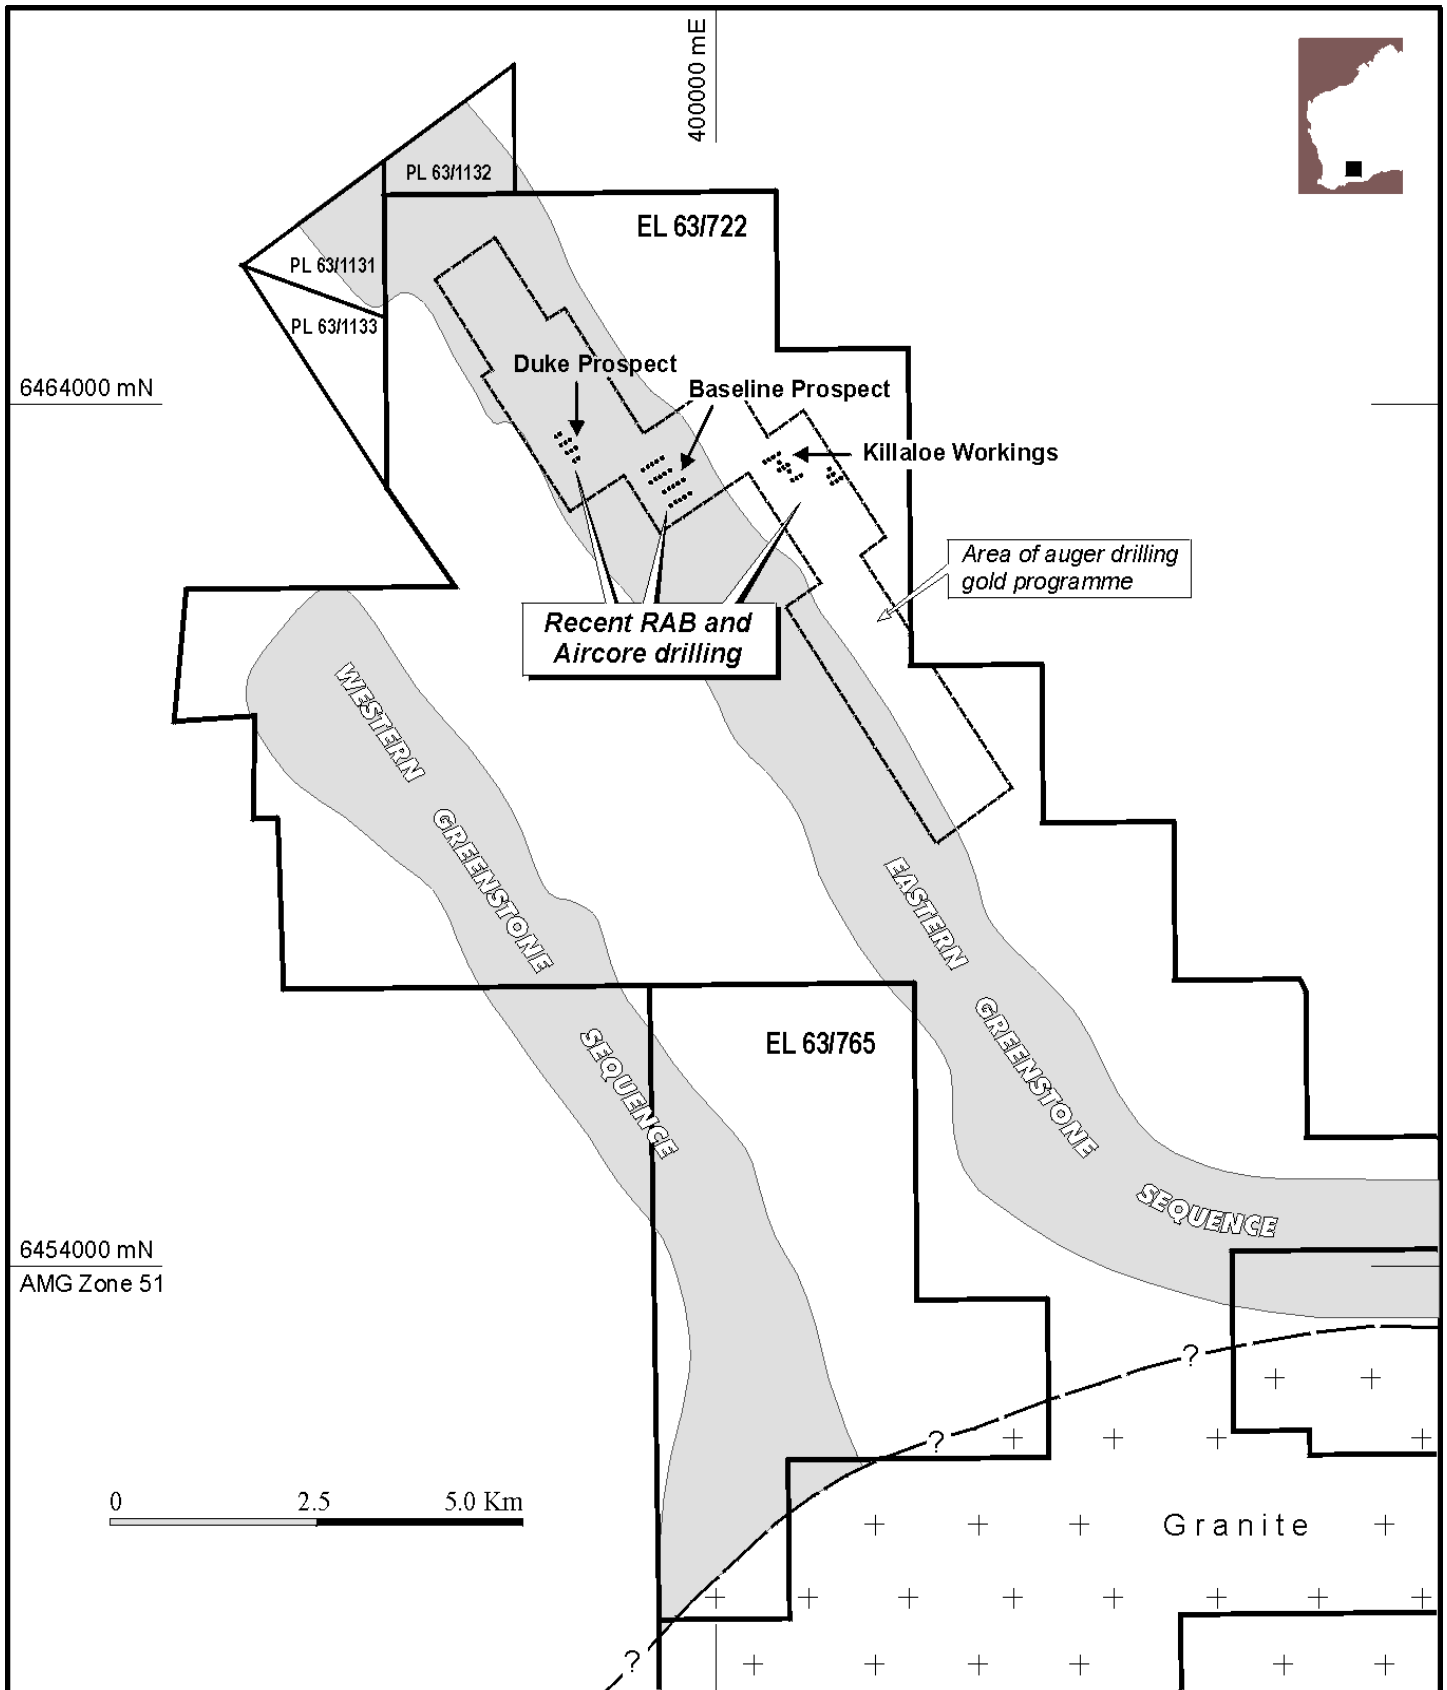 400000 mE
PL 63/1132
EL 63/722
PL 63/1131
PL 63/1133
Duke Prospect
6464000 mN
Baseline Prospect
Killaloe Workings
Area of auger drilling
gold programme
Recent RAB and
Aircore drilling
WESTERN GREENSTONE SEQUENCE
EASTERN GREENSTONE SEQUENCE
EL 63/765
6454000 mN
AMG Zone 51
?
?
0 2.5 5.0 Km
Granite
?